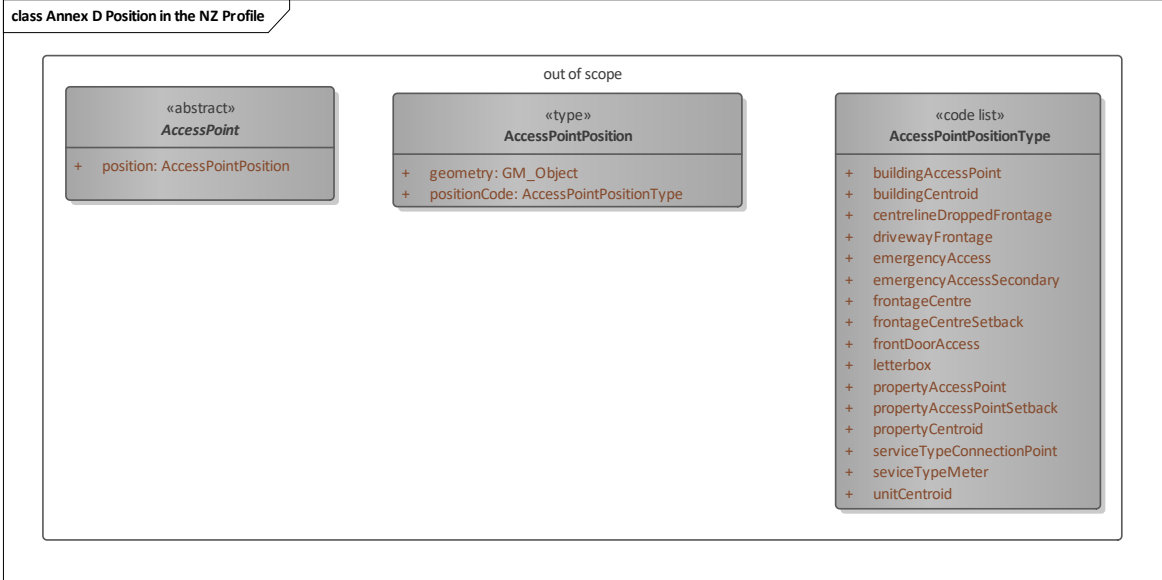 class Annex D Position in the NZ Profile
out of scope
«abstract»
AccessPoint
+ position: AccessPointPosition
«type»
AccessPointPosition
+ geometry: GM_Object
+ positionCode: AccessPointPositionType
«code list»
AccessPointPositionType
+ buildingAccessPoint
+ buildingCentroid
+ centrelineDroppedFrontage
+ drivewayFrontage
+ emergencyAccess
+ emergencyAccessSecondary
+ frontageCentre
+ frontageCentreSetback
+ frontDoorAccess
+ letterbox
+ propertyAccessPoint
+ propertyAccessPointSetback
+ propertyCentroid
+ serviceTypeConnectionPoint
+ seviceTypeMeter
+ unitCentroid